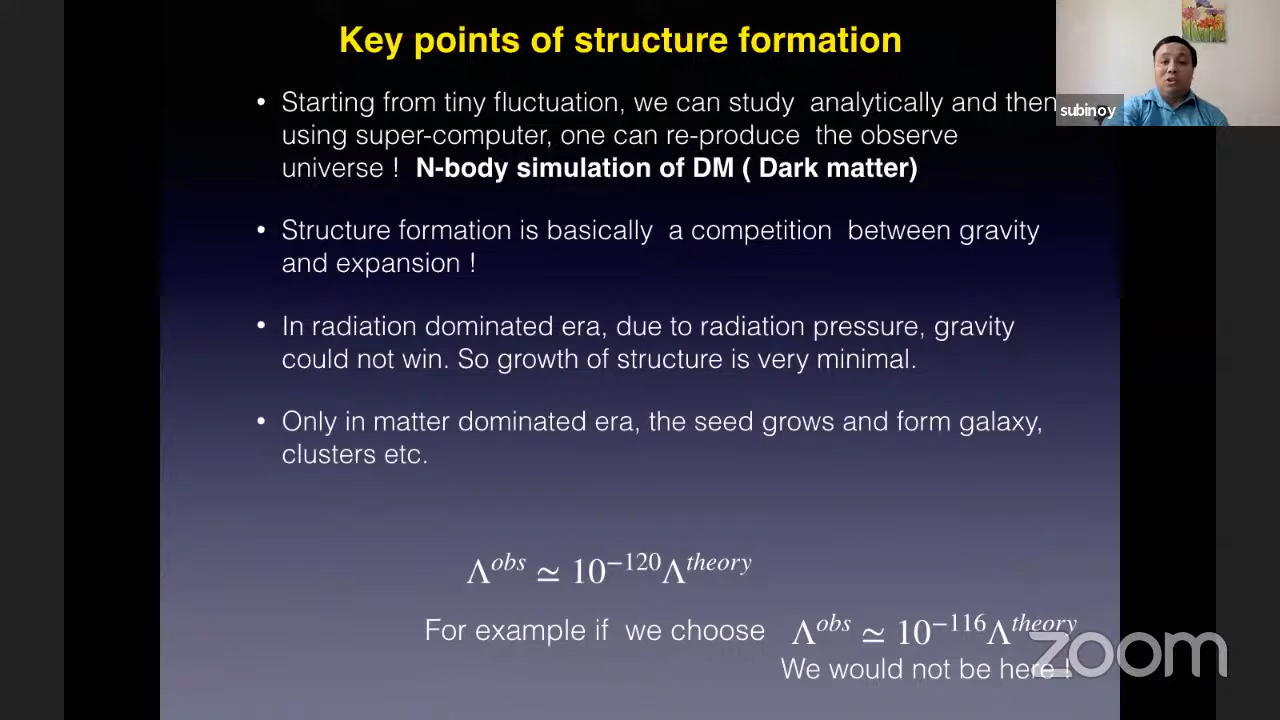 Key points of structure formation
subinoy
• Starting from tiny fluctuation, we can study analytically and then
using super-computer, one can re-produce the observe
universe ! N-body simulation of DM ( Dark matter)
• Structure formation is basically a competition between gravity
and expansion !
• In radiation dominated era, due to radiation pressure, gravity
could not win. So growth of structure is very minimal.
• Only in matter dominated era, the seed grows and form galaxy,
clusters etc.
Λ^{obs} ≃ 10^{−120}Λ^{theory}
For example if we choose Λ^{obs} ≃ 10^{−116}Λ^{theory}
We would not be here !
zoom